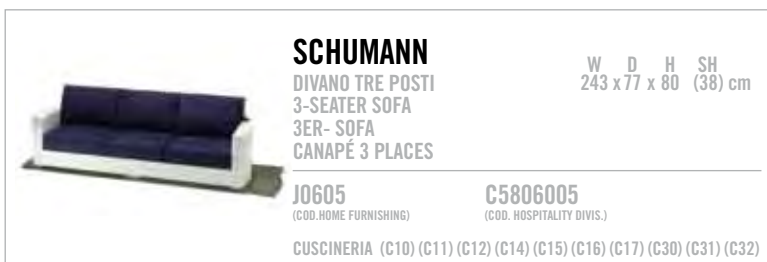 SCHUMANN
DIVANO TRE POSTI
3-SEATER SOFA
3ER- SOFA
CANAPÉ 3 PLACES
W D H SH
243 x 77 x 80 (38) cm
J0605
(COD.HOME FURNISHING)
C5806005
(COD. HOSPITALITY DIVIS.)
CUSCINERIA (C10) (C11) (C12) (C14) (C15) (C16) (C17) (C30) (C31) (C32)